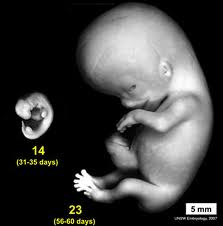 14
(31-35 days)
23
(56-60 days)
5 mm
UNSW Embryology, 2007